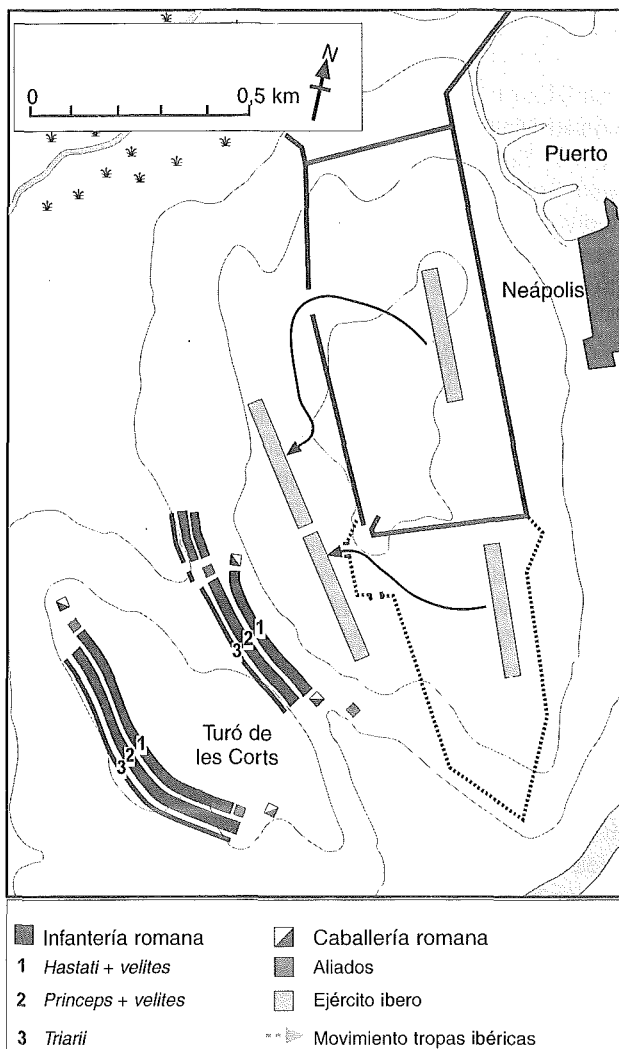 N
0
0,5 km
Puerto
Neápolis
3 2 1
Turó de
les Corts
3 2 1
Infantería romana
1 Hastati + velites
2 Princeps + velites
3 Triarii
Caballería romana
Aliados
Ejército ibero
Movimiento tropas ibéricas